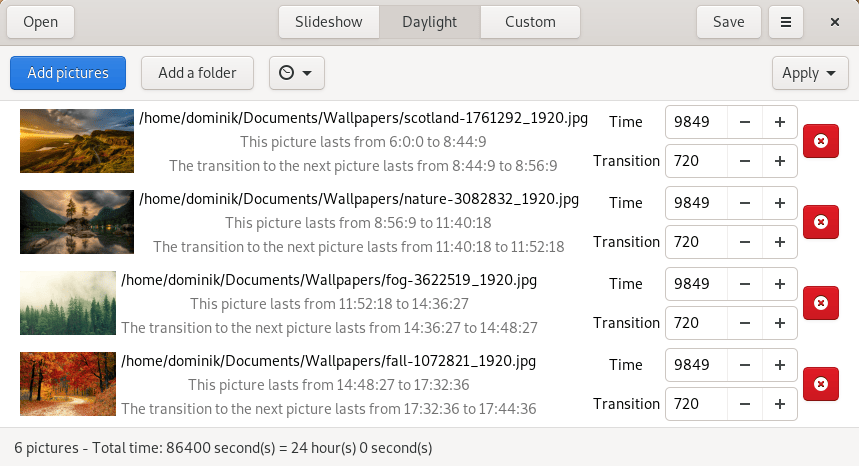 Open Slideshow Daylight Custom Save
Add pictures Add a folder Apply
/home/dominik/Documents/Wallpapers/scotland-1761292_1920.jpg Time 9849
This picture lasts from 6:0:0 to 8:44:9
The transition to the next picture lasts from 8:44:9 to 8:56:9 Transition 720
/home/dominik/Documents/Wallpapers/nature-3082832_1920.jpg Time 9849
This picture lasts from 8:56:9 to 11:40:18
The transition to the next picture lasts from 11:40:18 to 11:52:18 Transition 720
/home/dominik/Documents/Wallpapers/fog-3622519_1920.jpg Time 9849
This picture lasts from 11:52:18 to 14:36:27
The transition to the next picture lasts from 14:36:27 to 14:48:27 Transition 720
/home/dominik/Documents/Wallpapers/fall-1072821_1920.jpg Time 9849
This picture lasts from 14:48:27 to 17:32:36
The transition to the next picture lasts from 17:32:36 to 17:44:36 Transition 720
6 pictures - Total time: 86400 second(s) = 24 hour(s) 0 second(s)